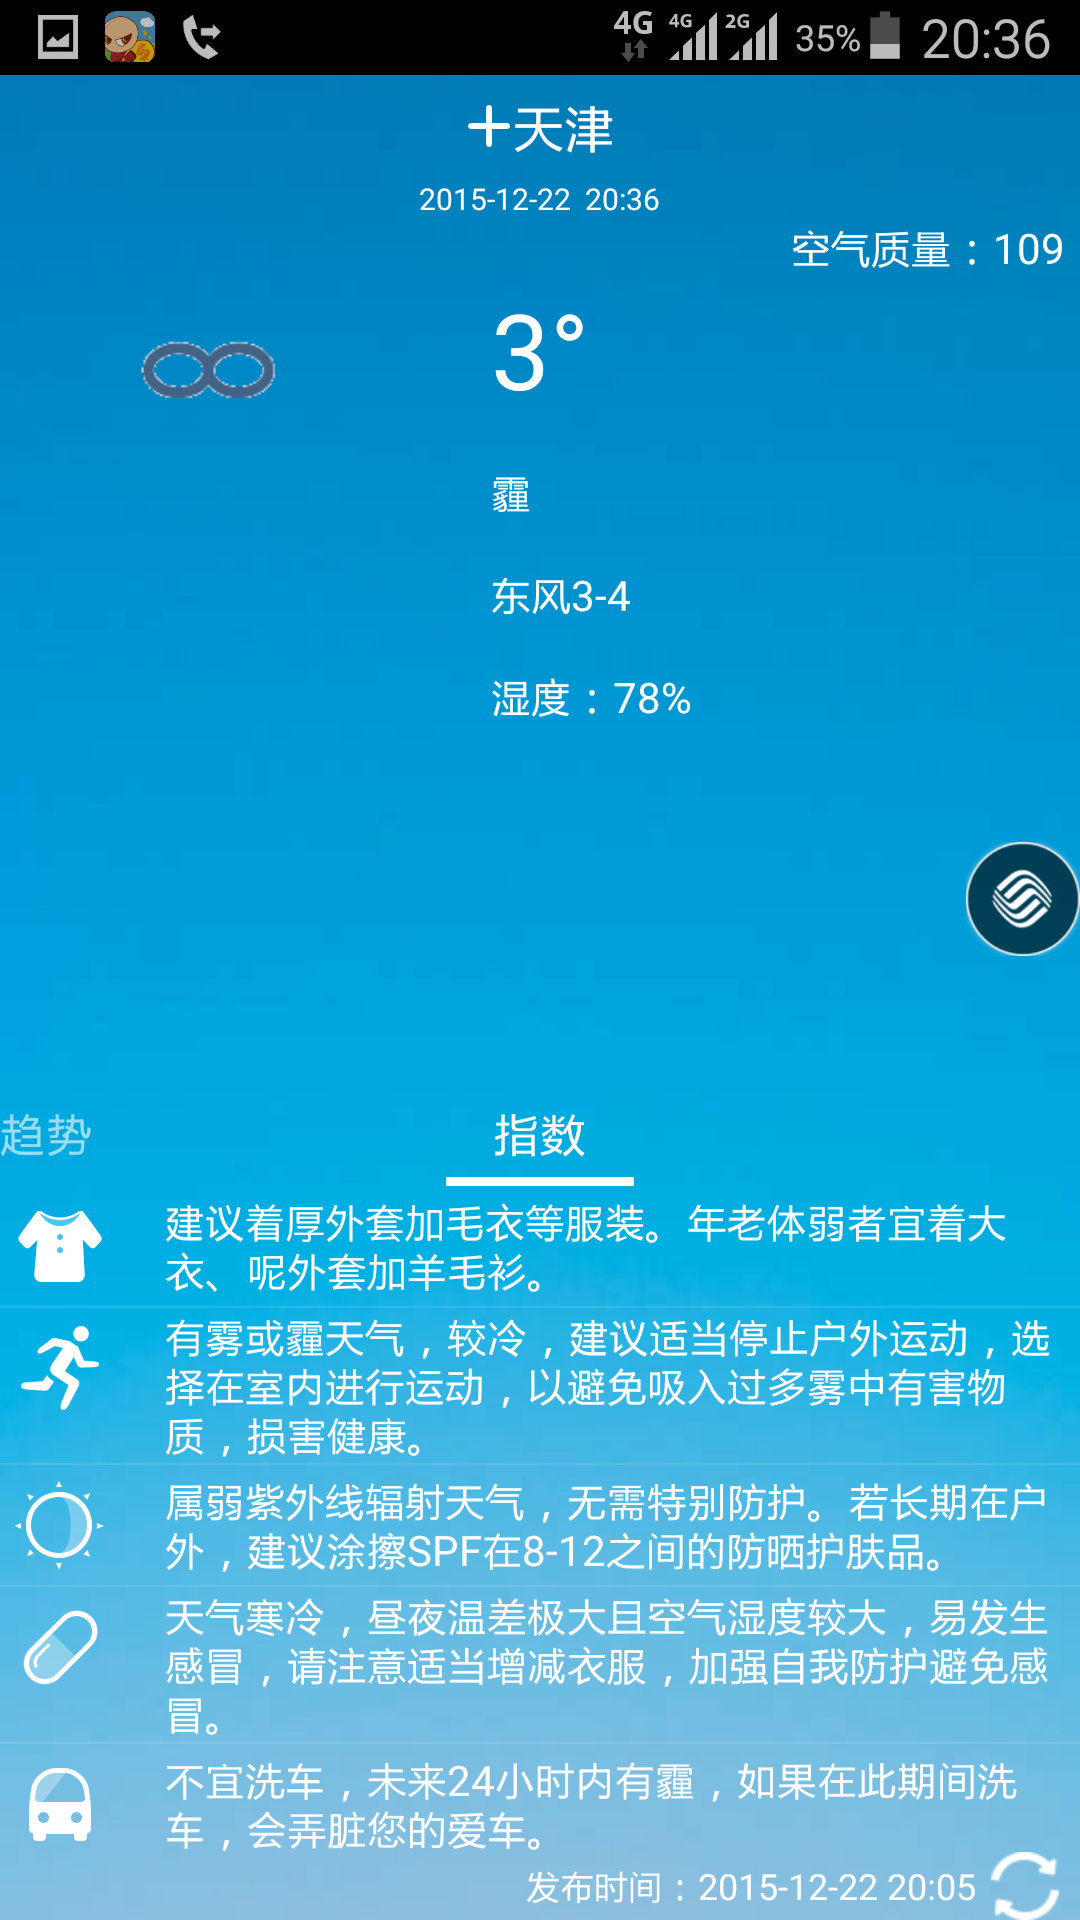 4G 4G 2G 35% 20:36
+天津
2015-12-22 20:36
空气质量：109
3°
霾
东风3-4
湿度：78%
趋势 指数
建议着厚外套加毛衣等服装。年老体弱者宜着大
衣、呢外套加羊毛衫。
有雾或霾天气，较冷，建议适当停止户外运动，选
择在室内进行运动，以避免吸入过多雾中有害物
质，损害健康。
属弱紫外线辐射天气，无需特别防护。若长期在户
外，建议涂擦SPF在8-12之间的防晒护肤品。
天气寒冷，昼夜温差极大且空气湿度较大，易发生
感冒，请注意适当增减衣服，加强自我防护避免感
冒。
不宜洗车，未来24小时内有霾，如果在此期间洗
车，会弄脏您的爱车。
发布时间：2015-12-22 20:05